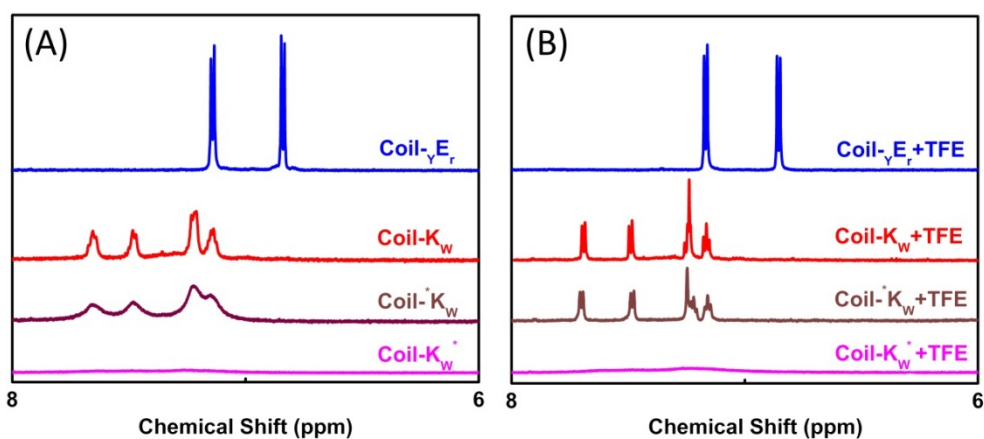 (A)
Coil-YEr
Coil-KW
Coil-*KW
Coil-KW*
8
6
Chemical Shift (ppm)
(B)
Coil-YEr+TFE
Coil-KW+TFE
Coil-*KW+TFE
Coil-KW*+TFE
8
6
Chemical Shift (ppm)